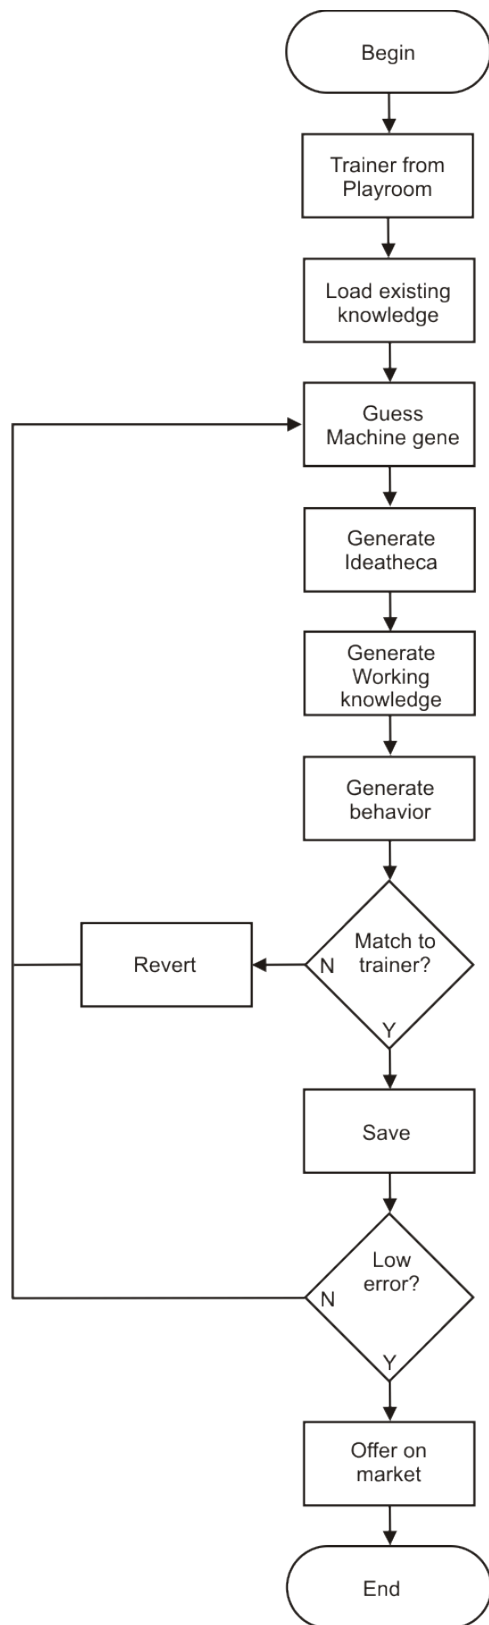 Begin
Trainer from
Playroom
Load existing
knowledge
Guess
Machine gene
Generate
Ideatheca
Generate
Working
knowledge
Generate
behavior
Match to
trainer?
N
Revert
Y
Save
Low
error?
N
Y
Offer on
market
End